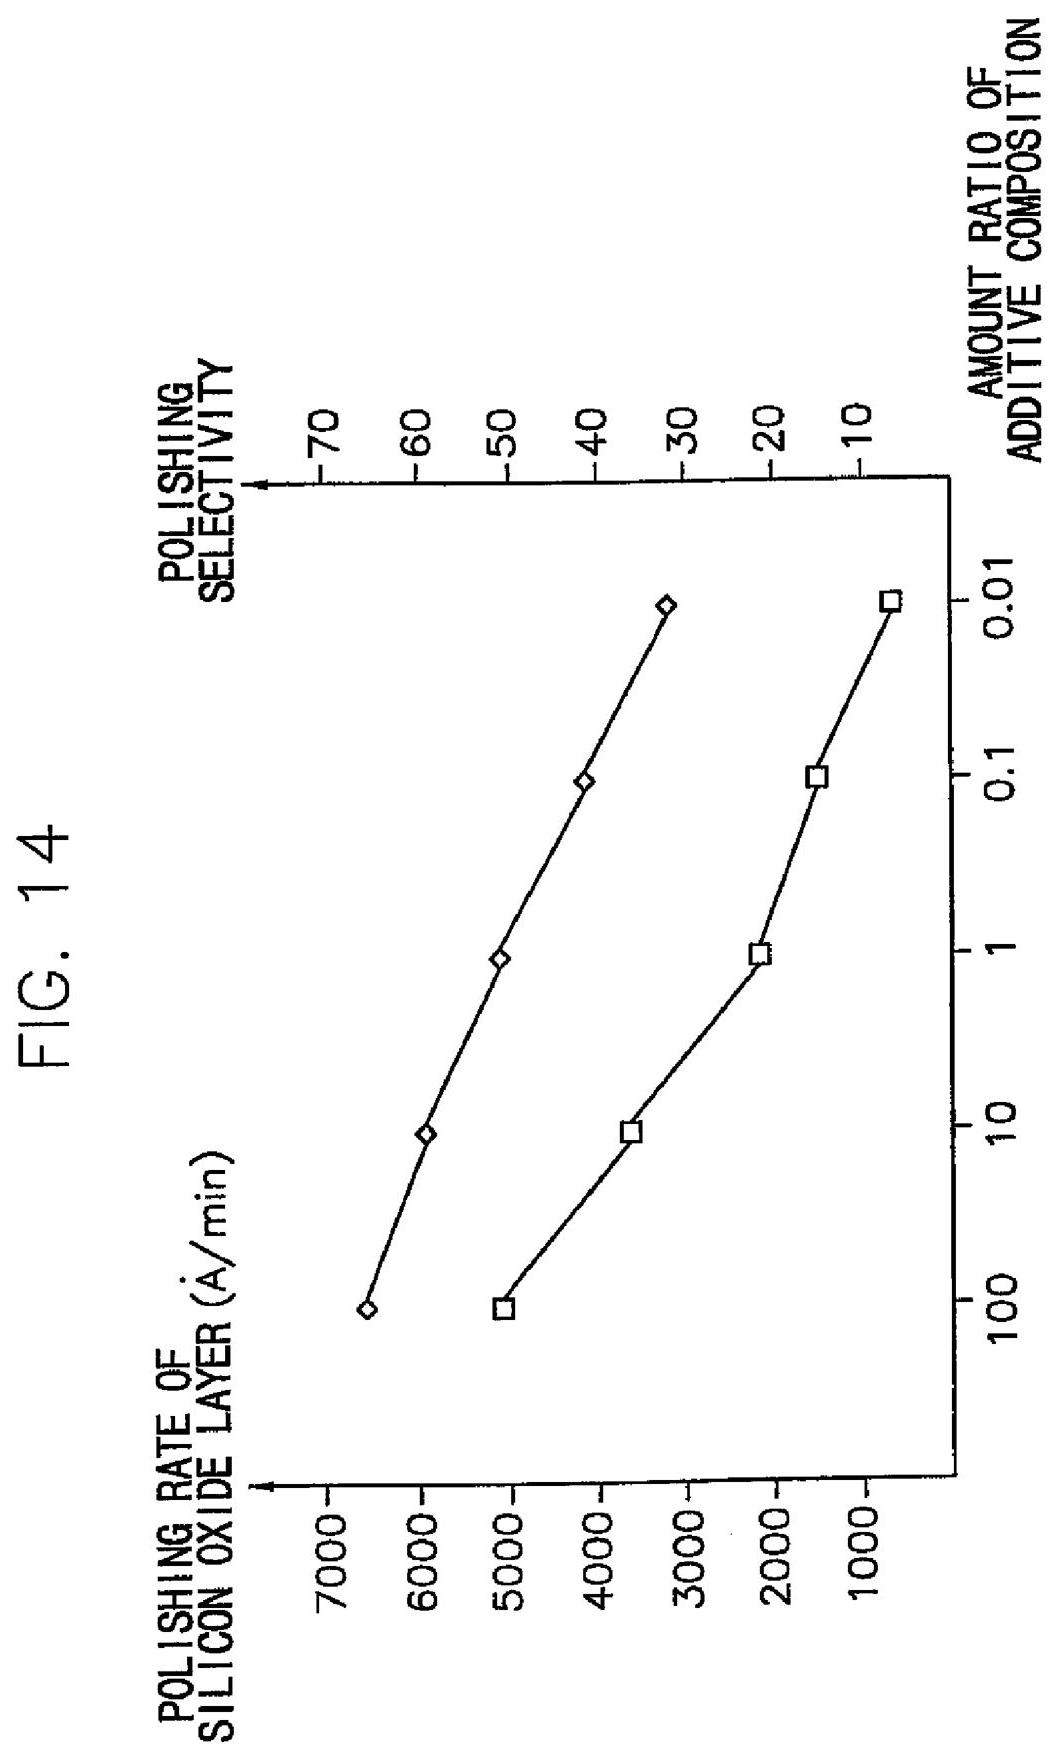 FIG. 14
POLISHING RATE OF
SILICON OXIDE LAYER (Å/min)
POLISHING
SELECTIVITY
7000
6000
5000
4000
3000
2000
1000
70
60
50
40
30
20
10
100
10
1
0.1
0.01
AMOUNT RATIO OF
ADDITIVE COMPOSITION